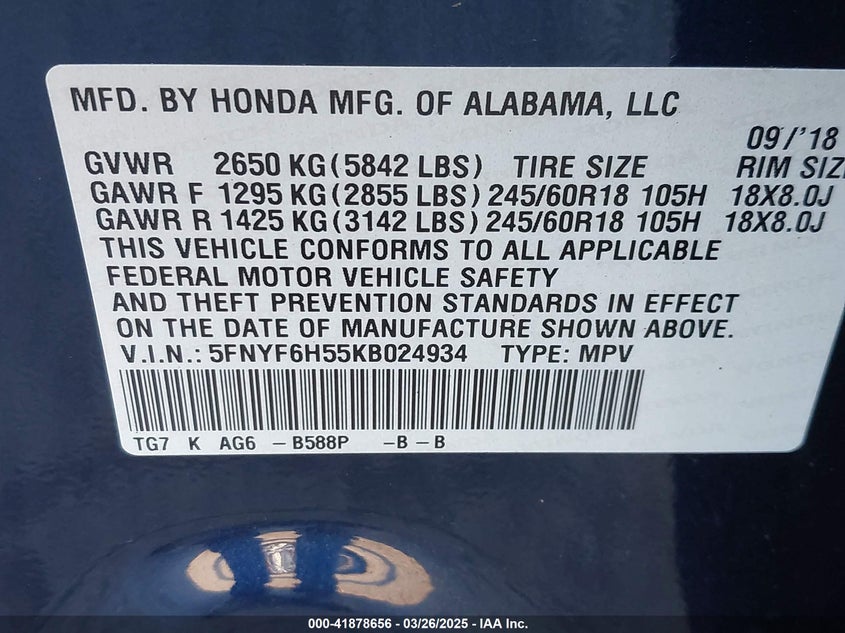 MFD. BY HONDA MFG. OF ALABAMA, LLC
09/'18
GVWR 2650 KG (5842 LBS) TIRE SIZE RIM SIZ
GAWR F 1295 KG (2855 LBS) 245/60R18 105H 18X8.0J
GAWR R 1425 KG (3142 LBS) 245/60R18 105H 18X8.0J
THIS VEHICLE CONFORMS TO ALL APPLICABLE
FEDERAL MOTOR VEHICLE SAFETY
AND THEFT PREVENTION STANDARDS IN EFFECT
ON THE DATE OF MANUFACTURE SHOWN ABOVE.
V.I.N.: 5FNYF6H55KB024934 TYPE: MPV
TG7 K AG6 -B588P -B-B
000-41878656 - 03/26/2025 - IAA Inc.